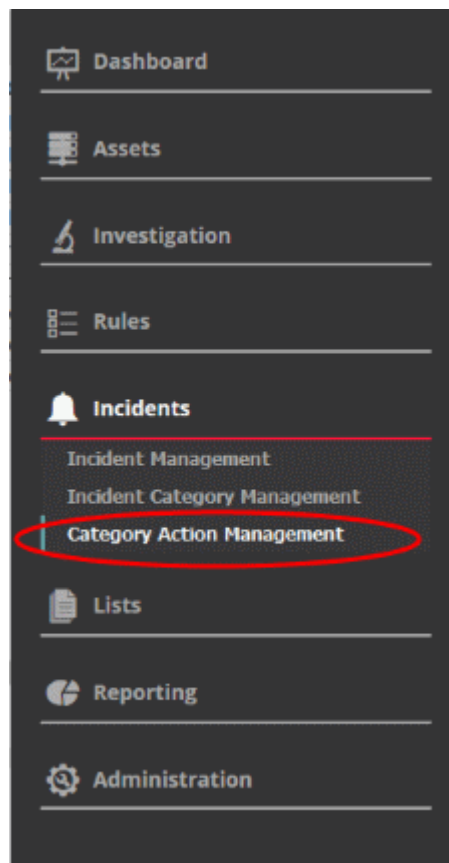 Dashboard
Assets
Investigation
Rules
Incidents
Incident Management
Incident Category Management
Category Action Management
Lists
Reporting
Administration